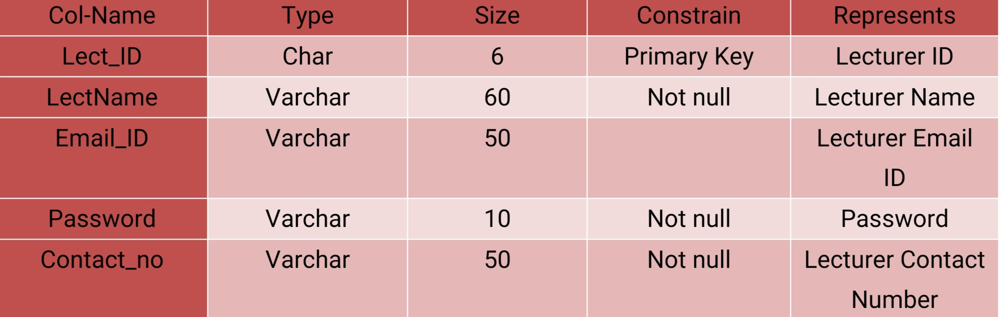 Col-Name Type Size Constrain Represents
Lect_ID Char 6 Primary Key Lecturer ID
LectName Varchar 60 Not null Lecturer Name
Email_ID Varchar 50 Lecturer Email
ID
Password Varchar 10 Not null Password
Contact_no Varchar 50 Not null Lecturer Contact
Number